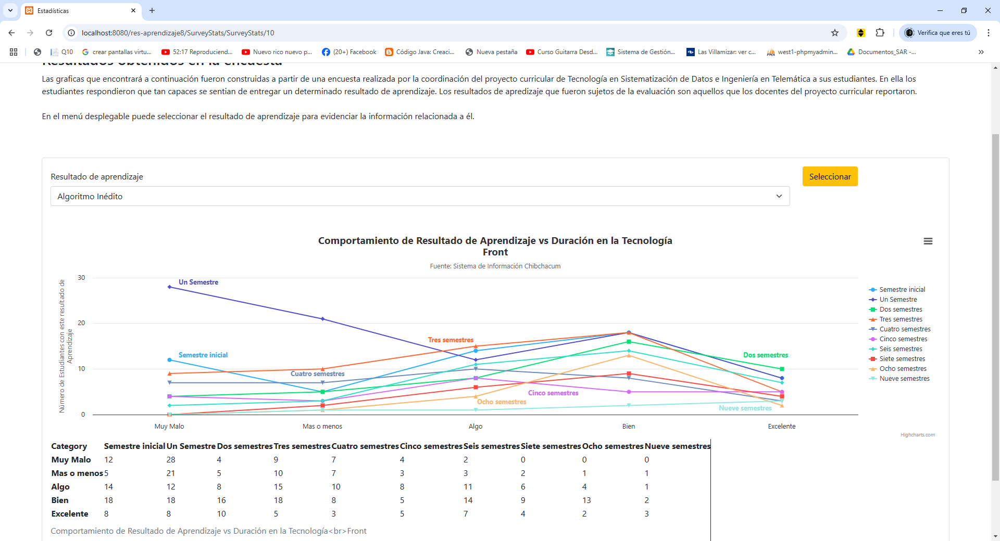 Estadísticas
localhost:8080/res-aprendizaje8/SurveyStats/SurveyStats/10
Verifica que eres tú
Q10
crear pantallas virtu...
52:17 Reproduciend...
Nuevo rico nuevo p...
(20+) Facebook
Código Java: Creaci...
Nueva pestaña
Curso Guitarra Desd...
Sistema de Gestión...
Las Villamizar: ver c...
west1-phpmyadmin...
Documentos_SAR -...
Resultados obtenidos en la encuesta
Las graficas que encontrará a continuación fueron construidas a partir de una encuesta realizada por la coordinación del proyecto curricular de Tecnología en Sistematización de Datos e Ingeniería en Telemática a sus estudiantes. En ella los
estudiantes respondieron que tan capaces se sentian de entregar un determinado resultado de aprendizaje. Los resultados de apredizaje que fueron sujetos de la evaluación son aquellos que los docentes del proyecto curricular reportaron.
En el menú desplegable puede seleccionar el resultado de aprendizaje para evidenciar la información relacionada a él.
Resultado de aprendizaje
Seleccionar
Algoritmo Inédito
Comportamiento de Resultado de Aprendizaje vs Duración en la Tecnología
Front
Fuente: Sistema de Información Chibchacum
Número de Estudiantes con este resultado de
Aprendizaje
30
20
10
0
Un Semestre
Semestre inicial
Tres semestres
Cuatro semestres
Dos semestres
Cinco semestres
Ocho semestres
Nueve semestres
Muy Malo
Mas o menos
Algo
Bien
Excelente
Semestre inicial
Un Semestre
Dos semestres
Tres semestres
Cuatro semestres
Cinco semestres
Seis semestres
Siete semestres
Ocho semestres
Nueve semestres
Highcharts.com
Category Semestre inicial Un Semestre Dos semestres Tres semestres Cuatro semestres Cinco semestres Seis semestres Siete semestres Ocho semestres Nueve semestres
Muy Malo 12 28 4 9 7 4 2 0 0 0
Mas o menos 5 21 5 10 7 3 3 2 1 1
Algo 14 12 8 15 10 8 11 6 4 1
Bien 18 18 16 18 8 5 14 9 13 2
Excelente 8 8 10 5 3 5 7 4 2 3
Comportamiento de Resultado de Aprendizaje vs Duración en la Tecnología<br>Front